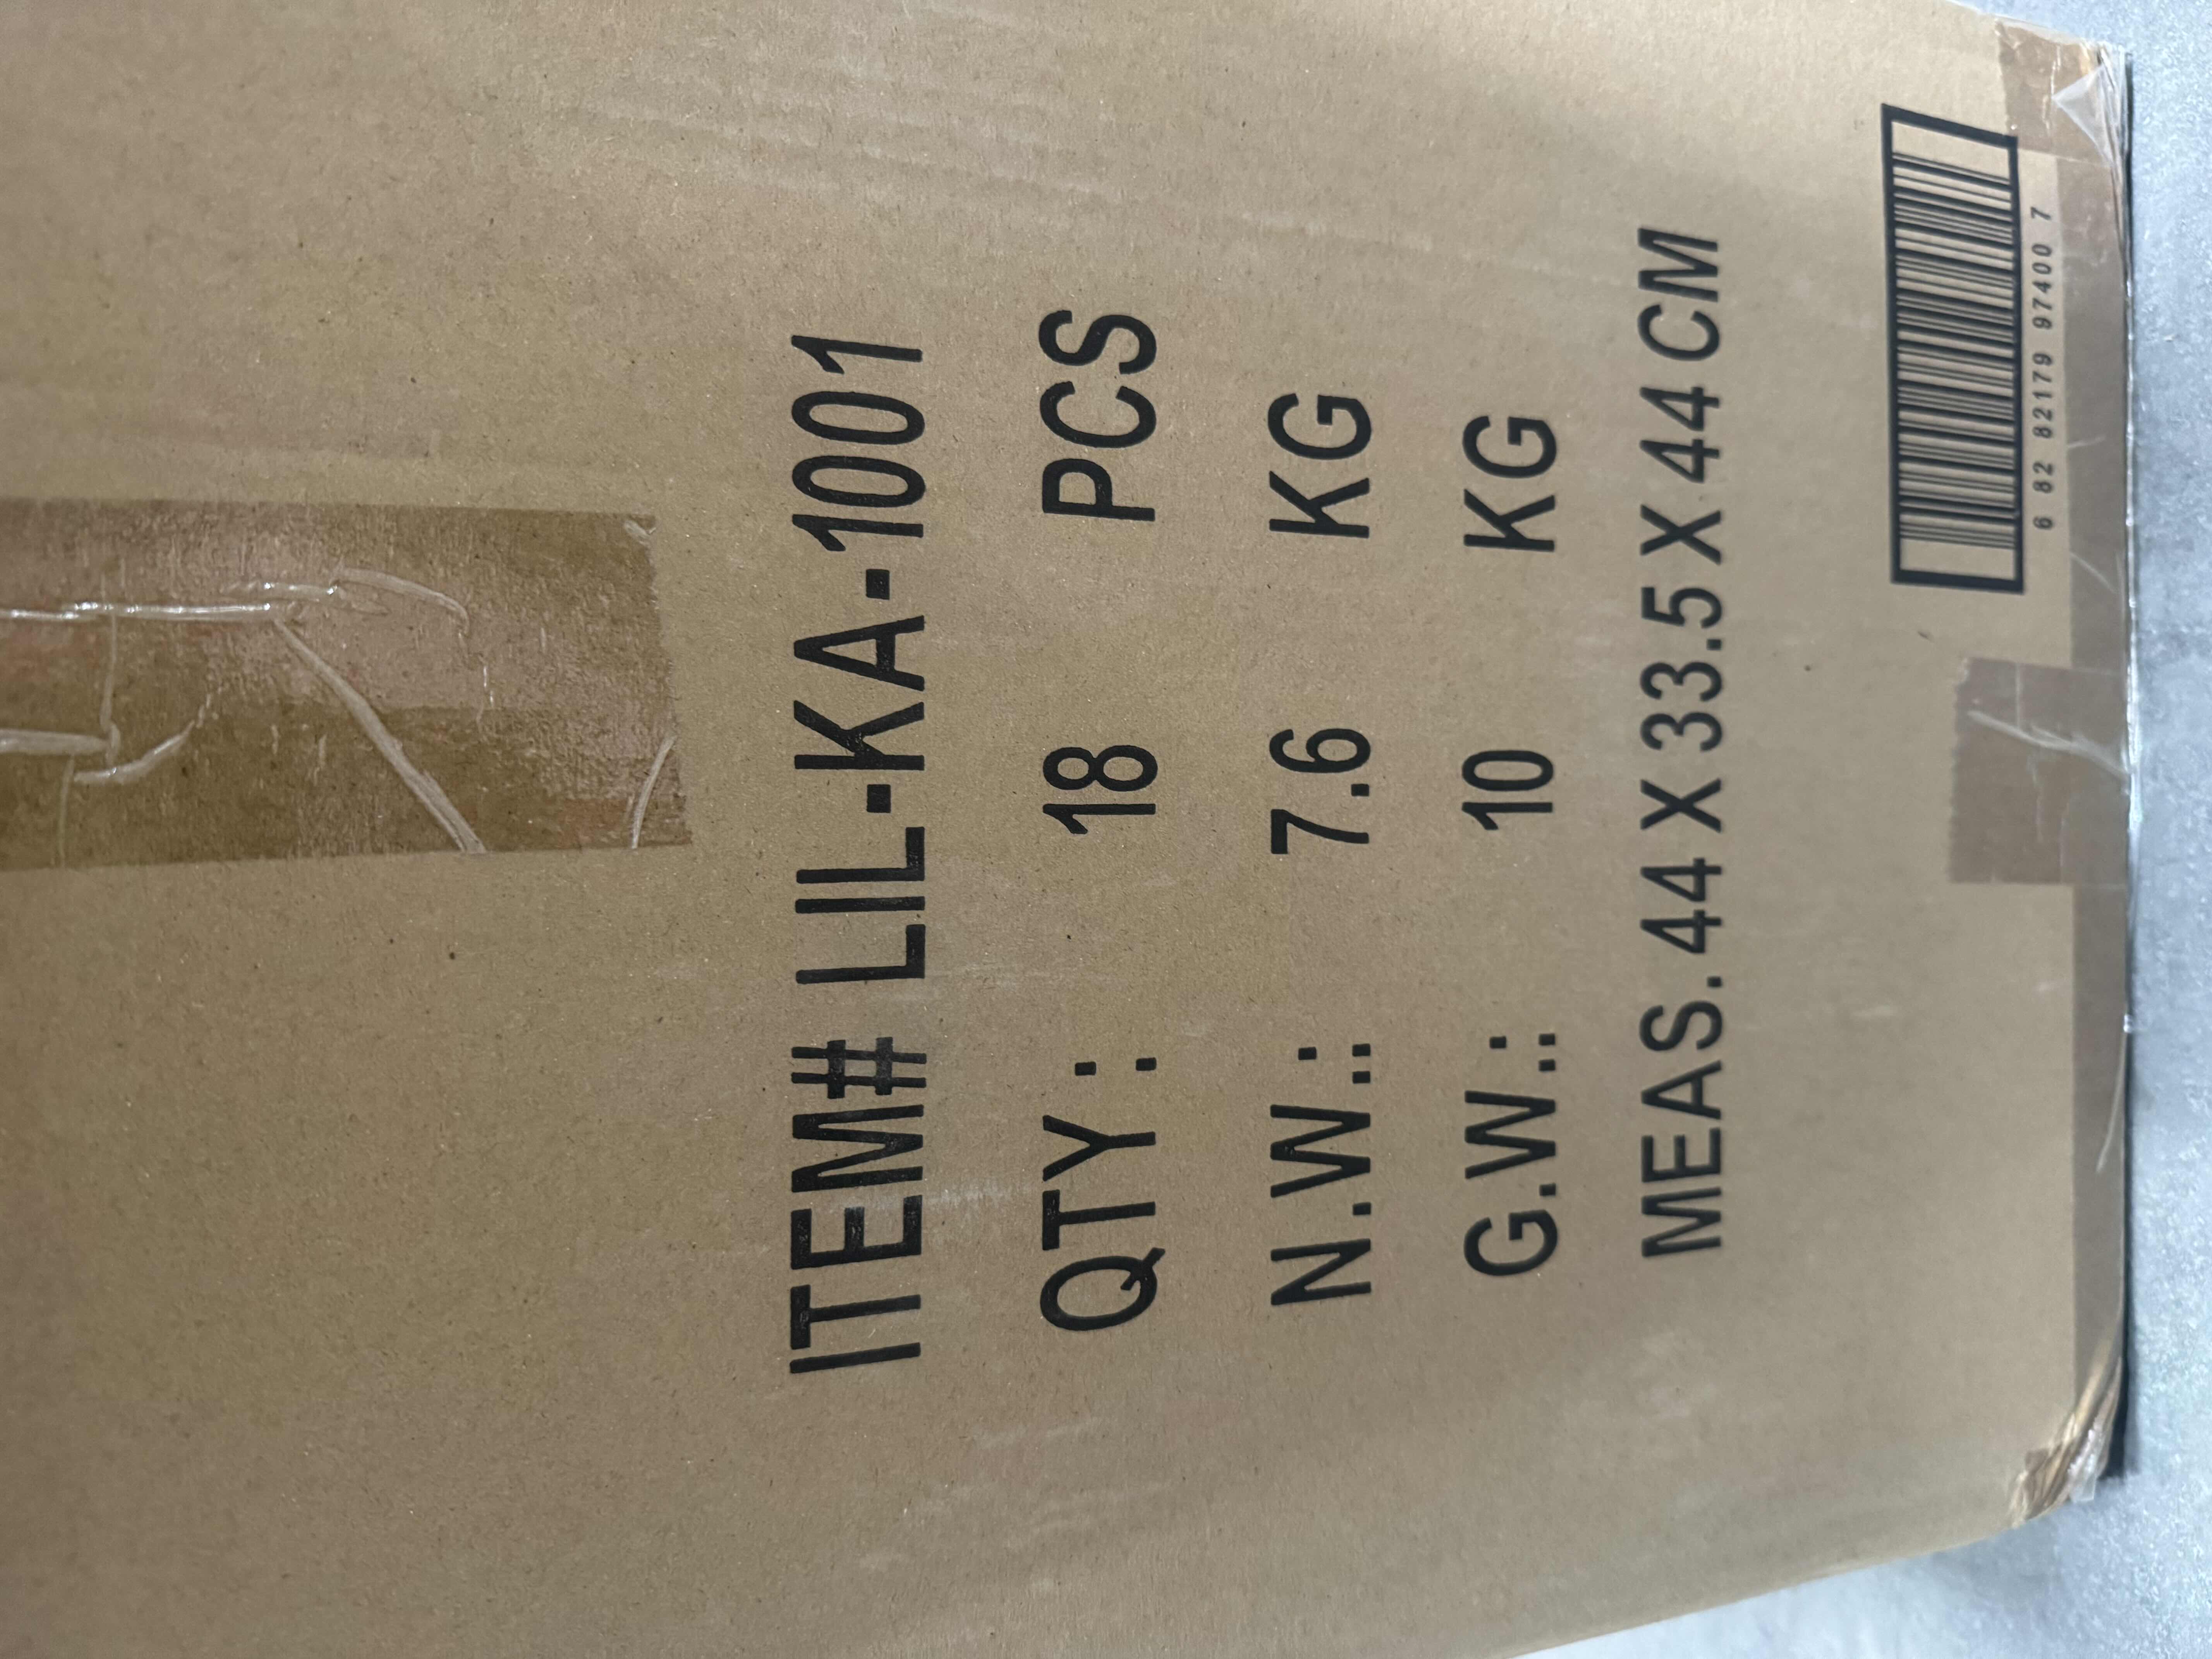 ITEM# LIL-KA-1001
QTY : 18 PCS
N.W.: 7.6 KG
G.W.: 10 KG
MEAS. 44 X 33.5 X 44 CM
6 82 82179 97400 7